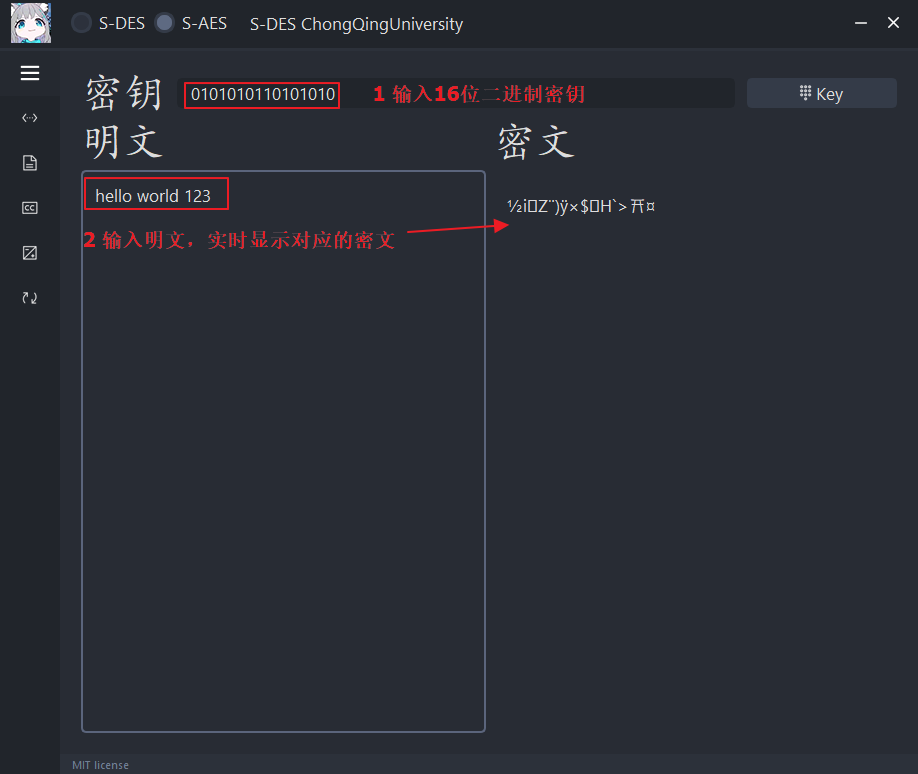 S-DES S-AES S-DES ChongQingUniversity
密钥 0101010110101010 1 输入16位二进制密钥 Key
明文 密文
hello world 123
2 输入明文，实时显示对应的密文
CC
MIT license